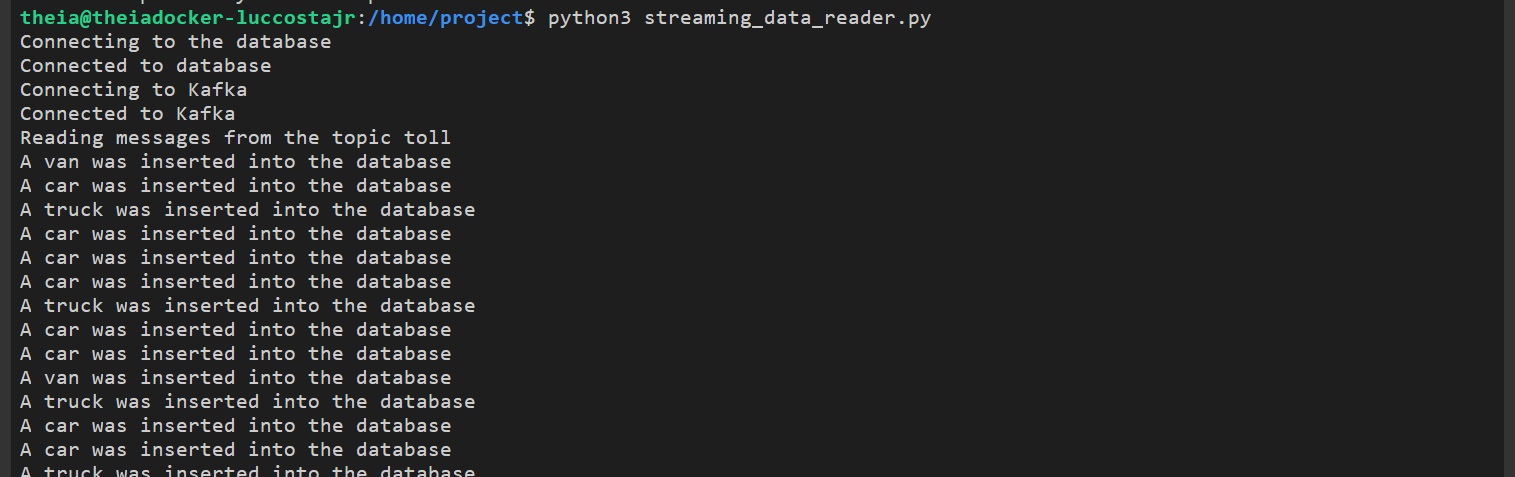 theia@theiadocker-luccostajr:/home/project$ python3 streaming_data_reader.py
Connecting to the database
Connected to database
Connecting to Kafka
Connected to Kafka
Reading messages from the topic toll
A van was inserted into the database
A car was inserted into the database
A truck was inserted into the database
A car was inserted into the database
A car was inserted into the database
A car was inserted into the database
A truck was inserted into the database
A car was inserted into the database
A car was inserted into the database
A van was inserted into the database
A truck was inserted into the database
A car was inserted into the database
A car was inserted into the database
A truck was inserted into the database